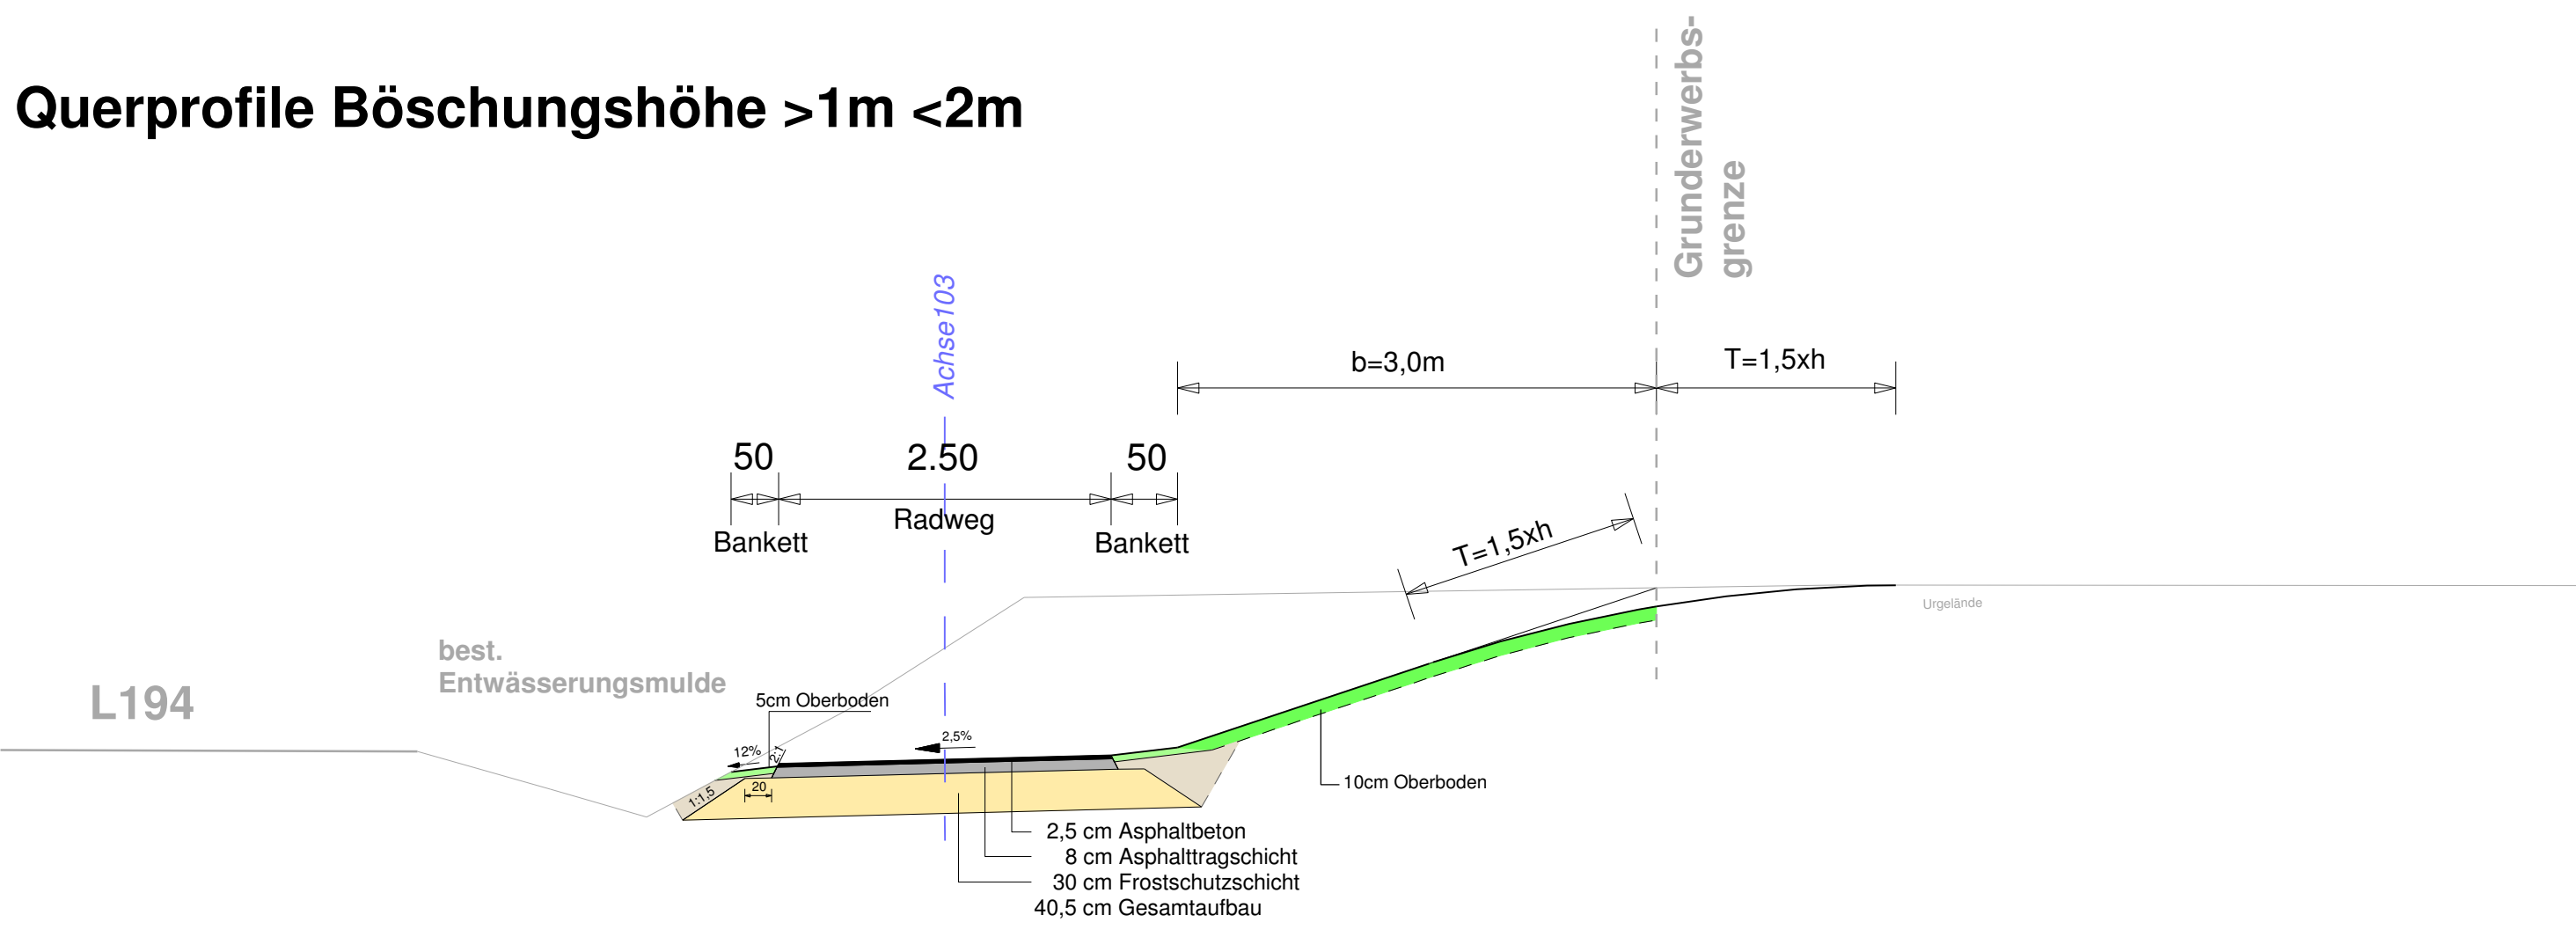 Grunderwerbs-
grenze
Querprofile Böschungshöhe >1m <2m
Achse103
b=3,0m
T=1,5xh
50
2.50
50
Bankett
Radweg
Bankett
T=1,5xh
Urgelände
best.
Entwässerungsmulde
L194
5cm Oberboden
12%
2:1
2,5%
1:1,5
20
10cm Oberboden
2,5 cm Asphaltbeton
8 cm Asphalttragschicht
30 cm Frostschutzschicht
40,5 cm Gesamtaufbau